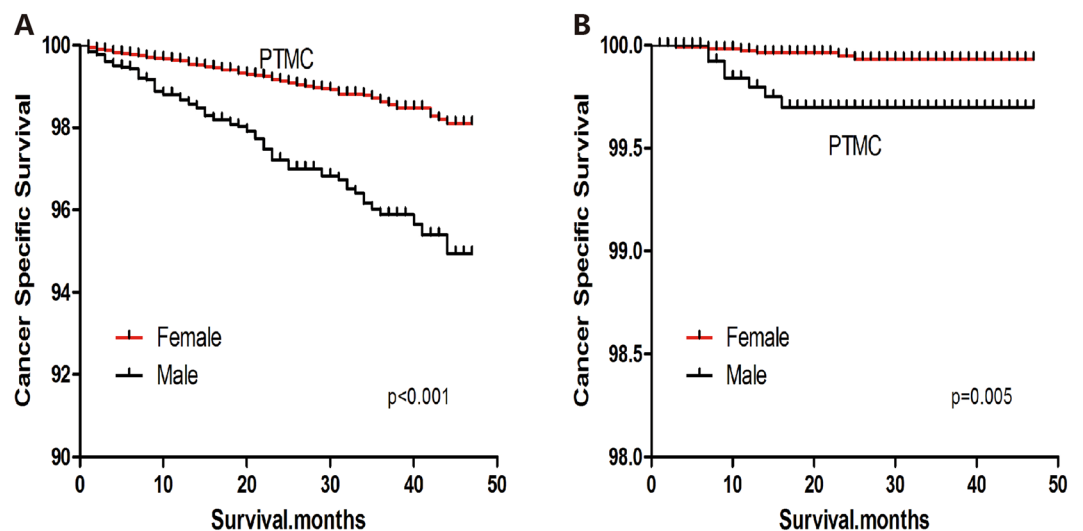 A
PTMC
Cancer Specific Survival
100
98
96
94
92
90
Female
Male
p<0.001
0
10
20
30
40
50
Survival.months
B
PTMC
Cancer Specific Survival
100.0
99.5
99.0
98.5
98.0
Female
Male
p=0.005
0
10
20
30
40
50
Survival.months